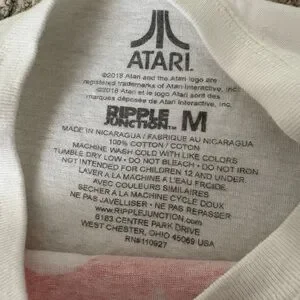 ATARI
©2018 Atari and the Atari logo are
registered trademarks of Atari Interactive, Inc.
©2018 Atari et le logo Atari sont des
marques déposées de Atari Interactive, Inc.
RIPPLE JUNCTION™ M
MADE IN NICARAGUA / FABRIQUE AU NICARAGUA
100% COTTON / COTON
MACHINE WASH COLD WITH LIKE COLORS
TUMBLE DRY LOW • DO NOT BLEACH • DO NOT IRON
NOT INTENDED FOR CHILDREN 12 AND UNDER.
LAVER A LA MACHINE A L'EAU FROIDE
AVEC COULEURS SIMILAIRES
SECHER A LA MACHINE CYCLE DOUX
NE PAS JAVELLISER • NE PAS REPASSER
www.RIPPLEJUNCTION.com
6183 CENTRE PARK DRIVE
WEST CHESTER, OHIO 45069 USA
RN#110927